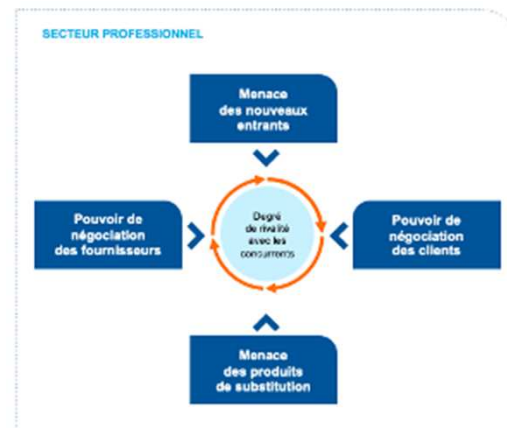 SECTEUR PROFESSIONNEL
Menace
des nouveaux
entrants
Pouvoir de
négociation
des fournisseurs
Degré
de rivalité
avec les
concurrents
Pouvoir de
négociation
des clients
Menace
des produits
de substitution